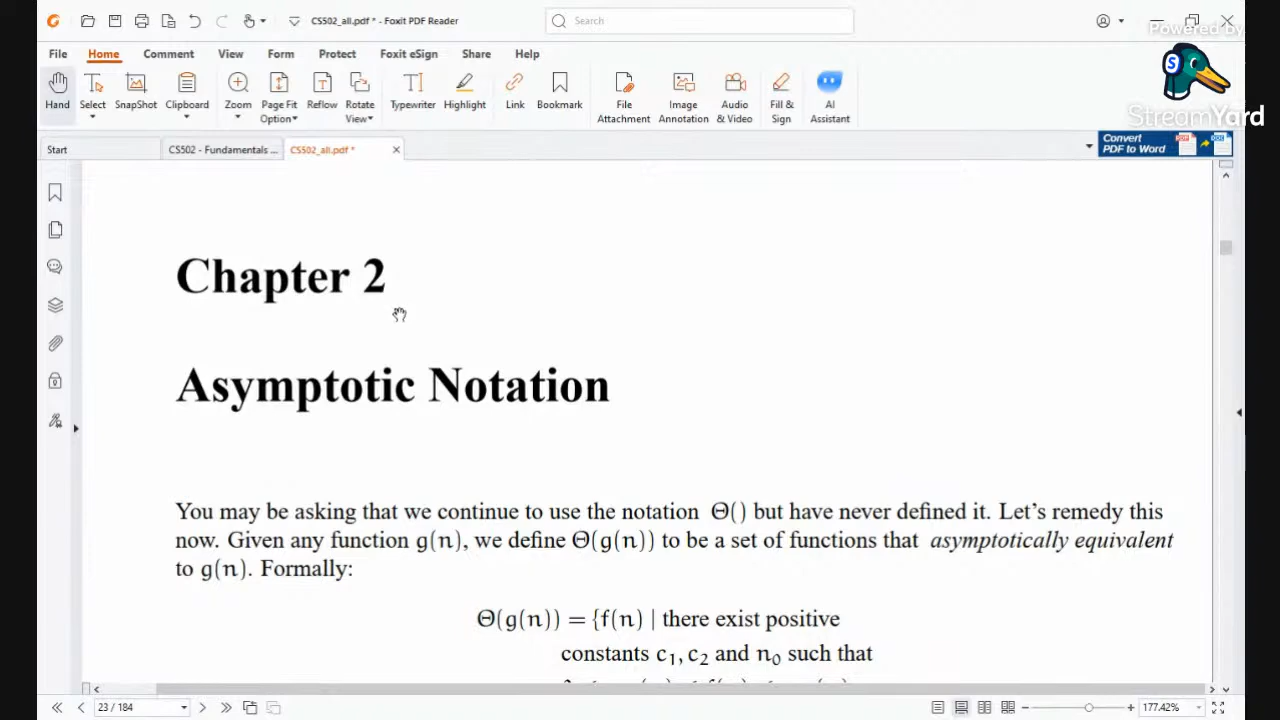 CS502_all.pdf * - Foxit PDF Reader
Search
Powered by
File Home Comment View Form Protect Foxit eSign Share Help
S
StreamYard
Hand Select SnapShot Clipboard Zoom Page Fit Option Reflow Rotate View Typewriter Highlight Link Bookmark File Attachment Image Annotation Audio & Video Fill & Sign AI Assistant
Start CS502 - Fundamentals ... CS502_all.pdf *
Convert
PDF to Word
Chapter 2
Asymptotic Notation
You may be asking that we continue to use the notation Θ() but have never defined it. Let's remedy this
now. Given any function g(n), we define Θ(g(n)) to be a set of functions that asymptotically equivalent
to g(n). Formally:
Θ(g(n)) = {f(n) | there exist positive
constants c₁, c₂ and n₀ such that
23 / 184
177.42%